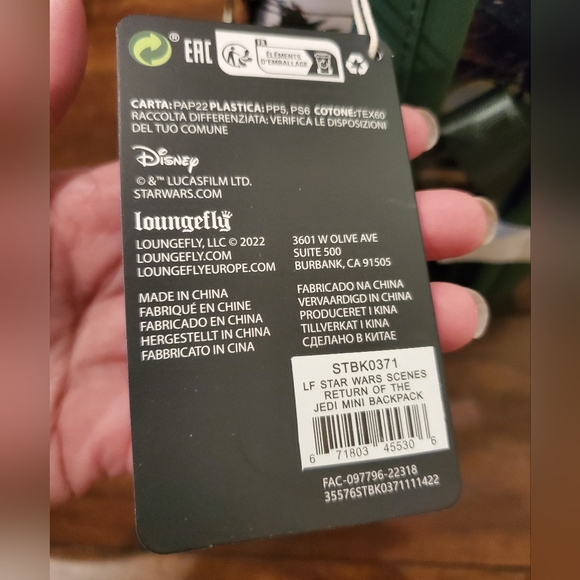 ® EAC FR ÉLÉMENTS
D'EMBALLAGE
CARTA:PAP22 PLASTICA:PP5, PS6 COTONE:TEX60
RACCOLTA DIFFERENZIATA: VERIFICA LE DISPOSIZIONI
DEL TUO COMUNE
Disney
© &™ LUCASFILM LTD.
STARWARS.COM
loungefly
LOUNGEFLY, LLC © 2022
LOUNGEFLY.COM
LOUNGEFLYEUROPE.COM
3601 W OLIVE AVE
SUITE 500
BURBANK, CA 91505
MADE IN CHINA
FABRIQUÉ EN CHINE
FABRICADO EN CHINA
HERGESTELLT IN CHINA
FABBRICATO IN CINA
FABRICADO NA CHINA
VERVAARDIGD IN CHINA
PRODUCERET I KINA
TILLVERKAT I KINA
СДЕЛАНО В КИТАЕ
STBK0371
LF STAR WARS SCENES
RETURN OF THE
JEDI MINI BACKPACK
6 71803 45530 6
FAC-097796-22318
35576STBK0371111422